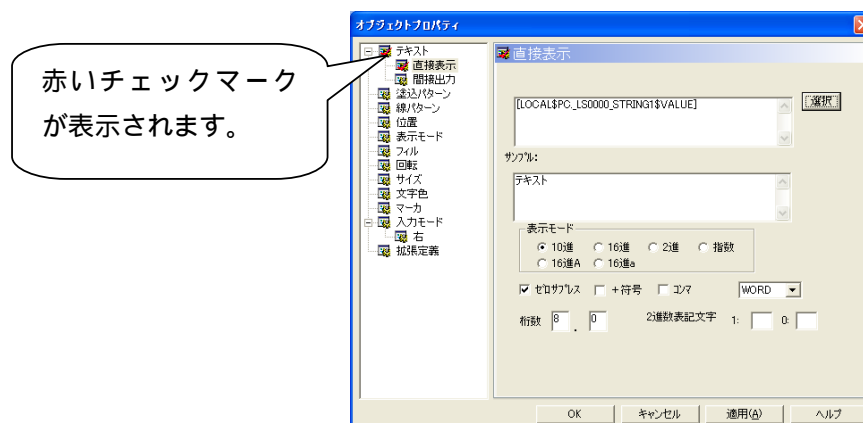 オブジェクトプロパティ
赤いチェックマーク
が表示されます。
テキスト
直接表示
間接出力
塗込パターン
線パターン
位置
表示モード
フィル
回転
サイズ
文字色
マーカ
入力モード
右
拡張定義
直接表示
[LOCAL$PC_LS0000_STRING1$VALUE]
選択
サンプル:
テキスト
表示モード
10進 16進 2進 指数
16進A 16進a
ゼロサプレス +符号 コンマ WORD
桁数 8 . 0 2進数表記文字 1: 0:
OK キャンセル 適用(A) ヘルプ